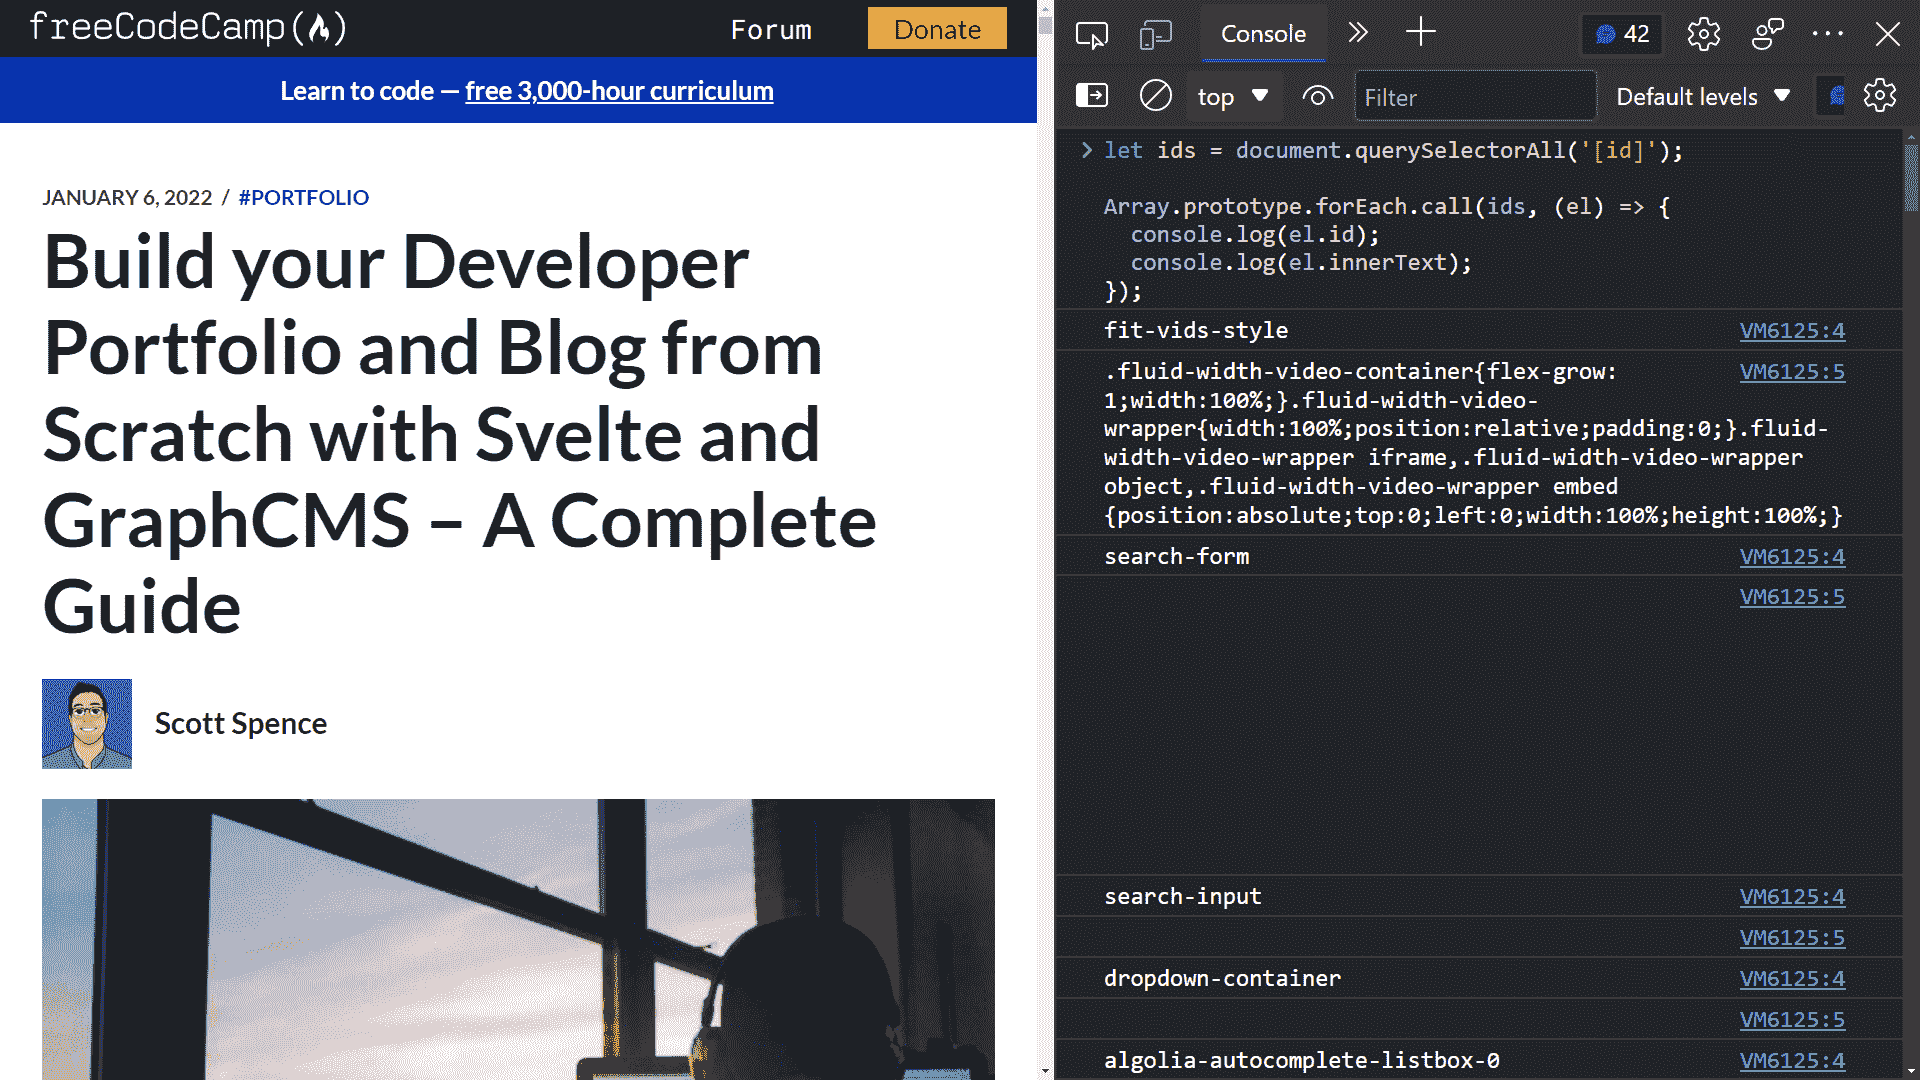 freeCodeCamp(🔥)
Forum
Donate
Learn to code — free 3,000-hour curriculum
JANUARY 6, 2022 / #PORTFOLIO
Build your Developer
Portfolio and Blog from
Scratch with Svelte and
GraphCMS – A Complete
Guide
Scott Spence
Console
42
top
Filter
Default levels
let ids = document.querySelectorAll('[id]');
Array.prototype.forEach.call(ids, (el) => {
console.log(el.id);
console.log(el.innerText);
});
fit-vids-style VM6125:4
.fluid-width-video-container{flex-grow: VM6125:5
1;width:100%;}.fluid-width-video-
wrapper{width:100%;position:relative;padding:0;}.fluid-
width-video-wrapper iframe,.fluid-width-video-wrapper
object,.fluid-width-video-wrapper embed
{position:absolute;top:0;left:0;width:100%;height:100%;}
search-form VM6125:4
VM6125:5
search-input VM6125:4
VM6125:5
dropdown-container VM6125:4
VM6125:5
algolia-autocomplete-listbox-0 VM6125:4